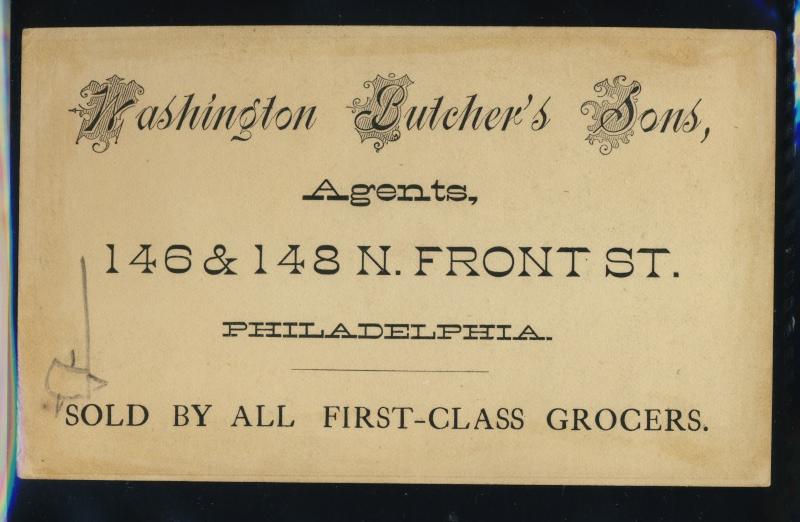 Washington Butcher's Sons,
Agents,
146 & 148 N. FRONT ST.
PHILADELPHIA.
SOLD BY ALL FIRST-CLASS GROCERS.